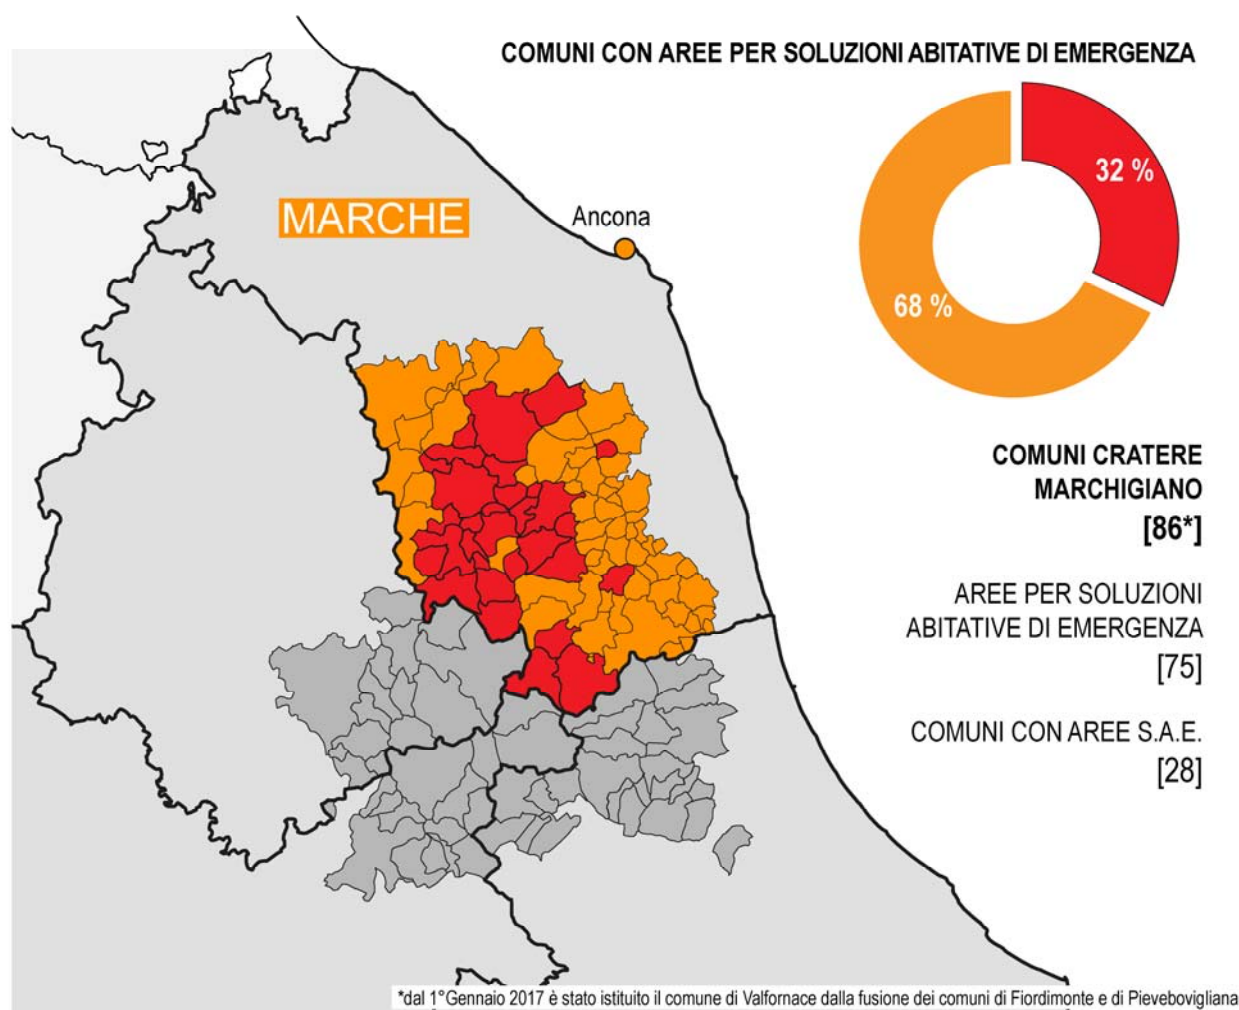 COMUNI CON AREE PER SOLUZIONI ABITATIVE DI EMERGENZA
32 %
MARCHE
Ancona
68 %
COMUNI CRATERE
MARCHIGIANO
[86*]
AREE PER SOLUZIONI
ABITATIVE DI EMERGENZA
[75]
COMUNI CON AREE S.A.E.
[28]
*dal 1°Gennaio 2017 è stato istituito il comune di Valfornace dalla fusione dei comuni di Fiordimonte e di Pievebovigliana